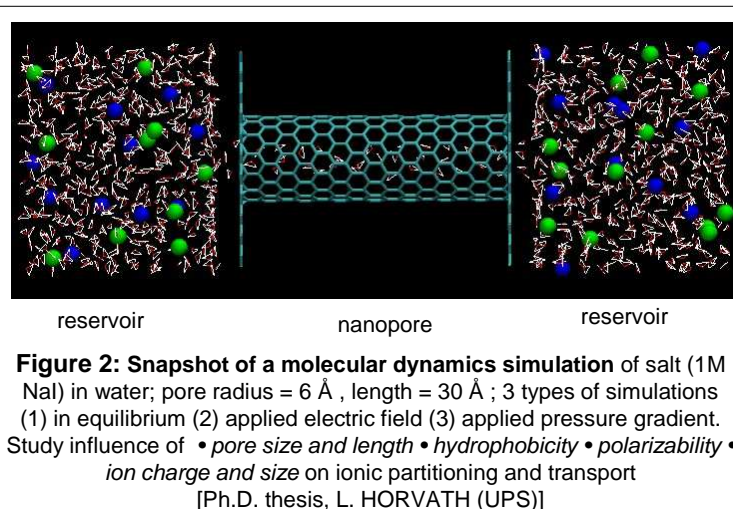 reservoir nanopore reservoir
Figure 2: Snapshot of a molecular dynamics simulation of salt (1M
NaI) in water; pore radius = 6 Å , length = 30 Å ; 3 types of simulations
(1) in equilibrium (2) applied electric field (3) applied pressure gradient.
Study influence of • pore size and length • hydrophobicity • polarizability •
ion charge and size on ionic partitioning and transport
[Ph.D. thesis, L. HORVATH (UPS)]